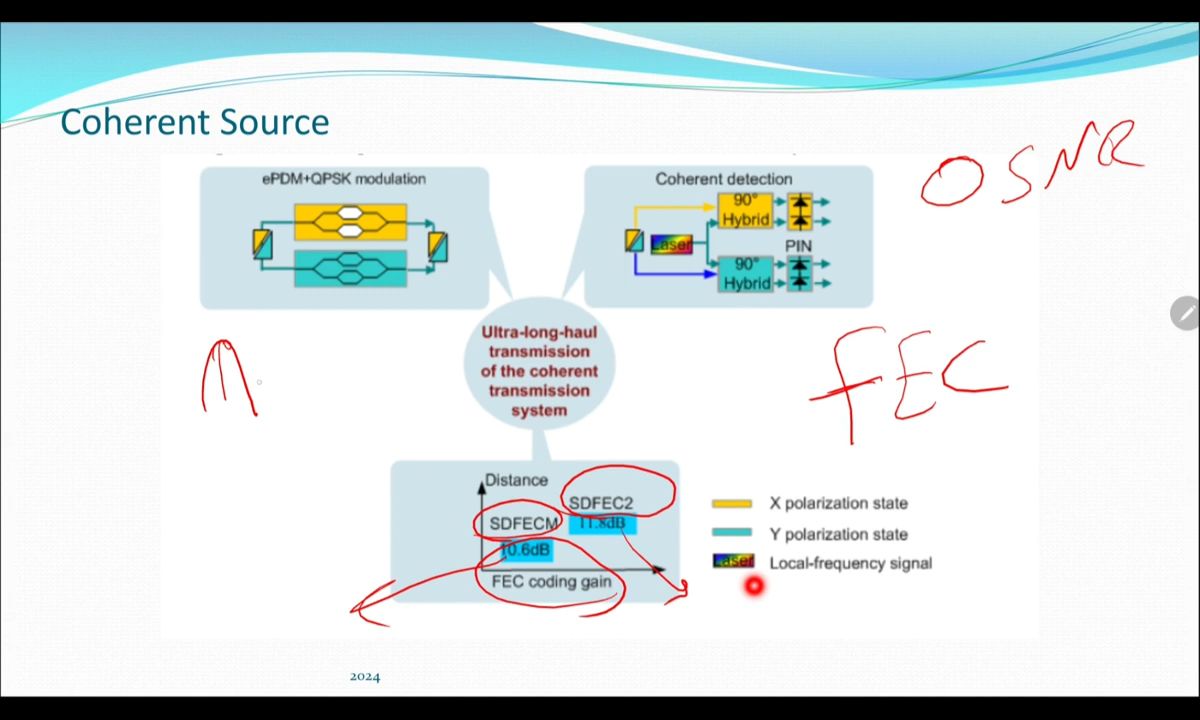 Coherent Source
OSNR
ePDM+QPSK modulation
Coherent detection
90°
Hybrid
Laser
PIN
90°
Hybrid
Ultra-long-haul
transmission
of the coherent
transmission
system
FEC
Distance
SDFEC2
SDFECM
11.8dB
10.6dB
FEC coding gain
X polarization state
Y polarization state
Laser Local-frequency signal
2024